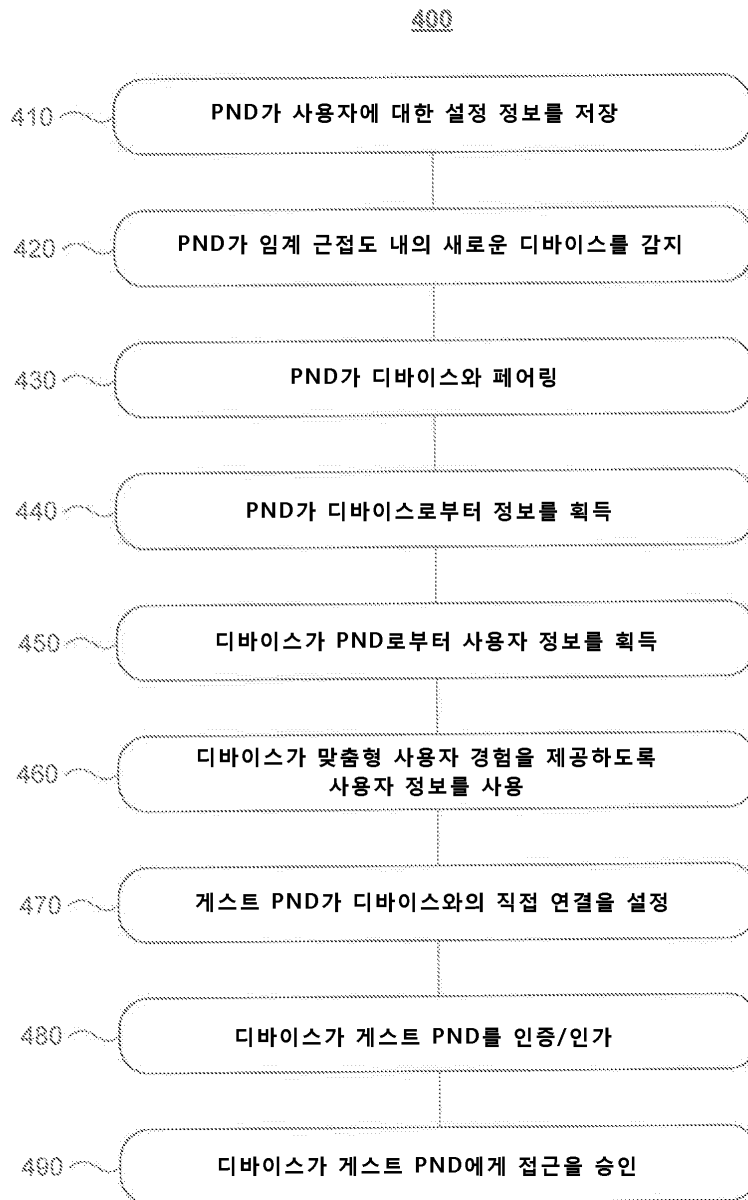 400
410
PND가 사용자에 대한 설정 정보를 저장
420
PND가 임계 근접도 내의 새로운 디바이스를 감지
430
PND가 디바이스와 페어링
440
PND가 디바이스로부터 정보를 획득
450
디바이스가 PND로부터 사용자 정보를 획득
460
디바이스가 맞춤형 사용자 경험을 제공하도록
사용자 정보를 사용
470
게스트 PND가 디바이스와의 직접 연결을 설정
480
디바이스가 게스트 PND를 인증/인가
490
디바이스가 게스트 PND에게 접근을 승인